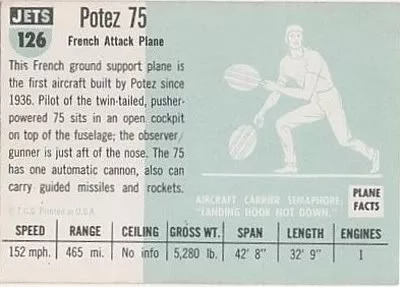 JETS
126
Potez 75
French Attack Plane
This French ground support plane is
the first aircraft built by Potez since
1936. Pilot of the twin-tailed, pusher-
powered 75 sits in an open cockpit
on top of the fuselage; the observer
gunner is just aft of the nose. The 75
has one automatic cannon, also can
carry guided missiles and rockets.
© T.C.G. Printed in U.S.A.
AIRCRAFT CARRIER SEMAPHORE,
"LANDING HOOK NOT DOWN."
PLANE
FACTS
SPEED RANGE CEILING GROSS WT. SPAN LENGTH ENGINES
152 mph. 465 mi. No info 5,280 lb. 42' 8" 32' 9" 1